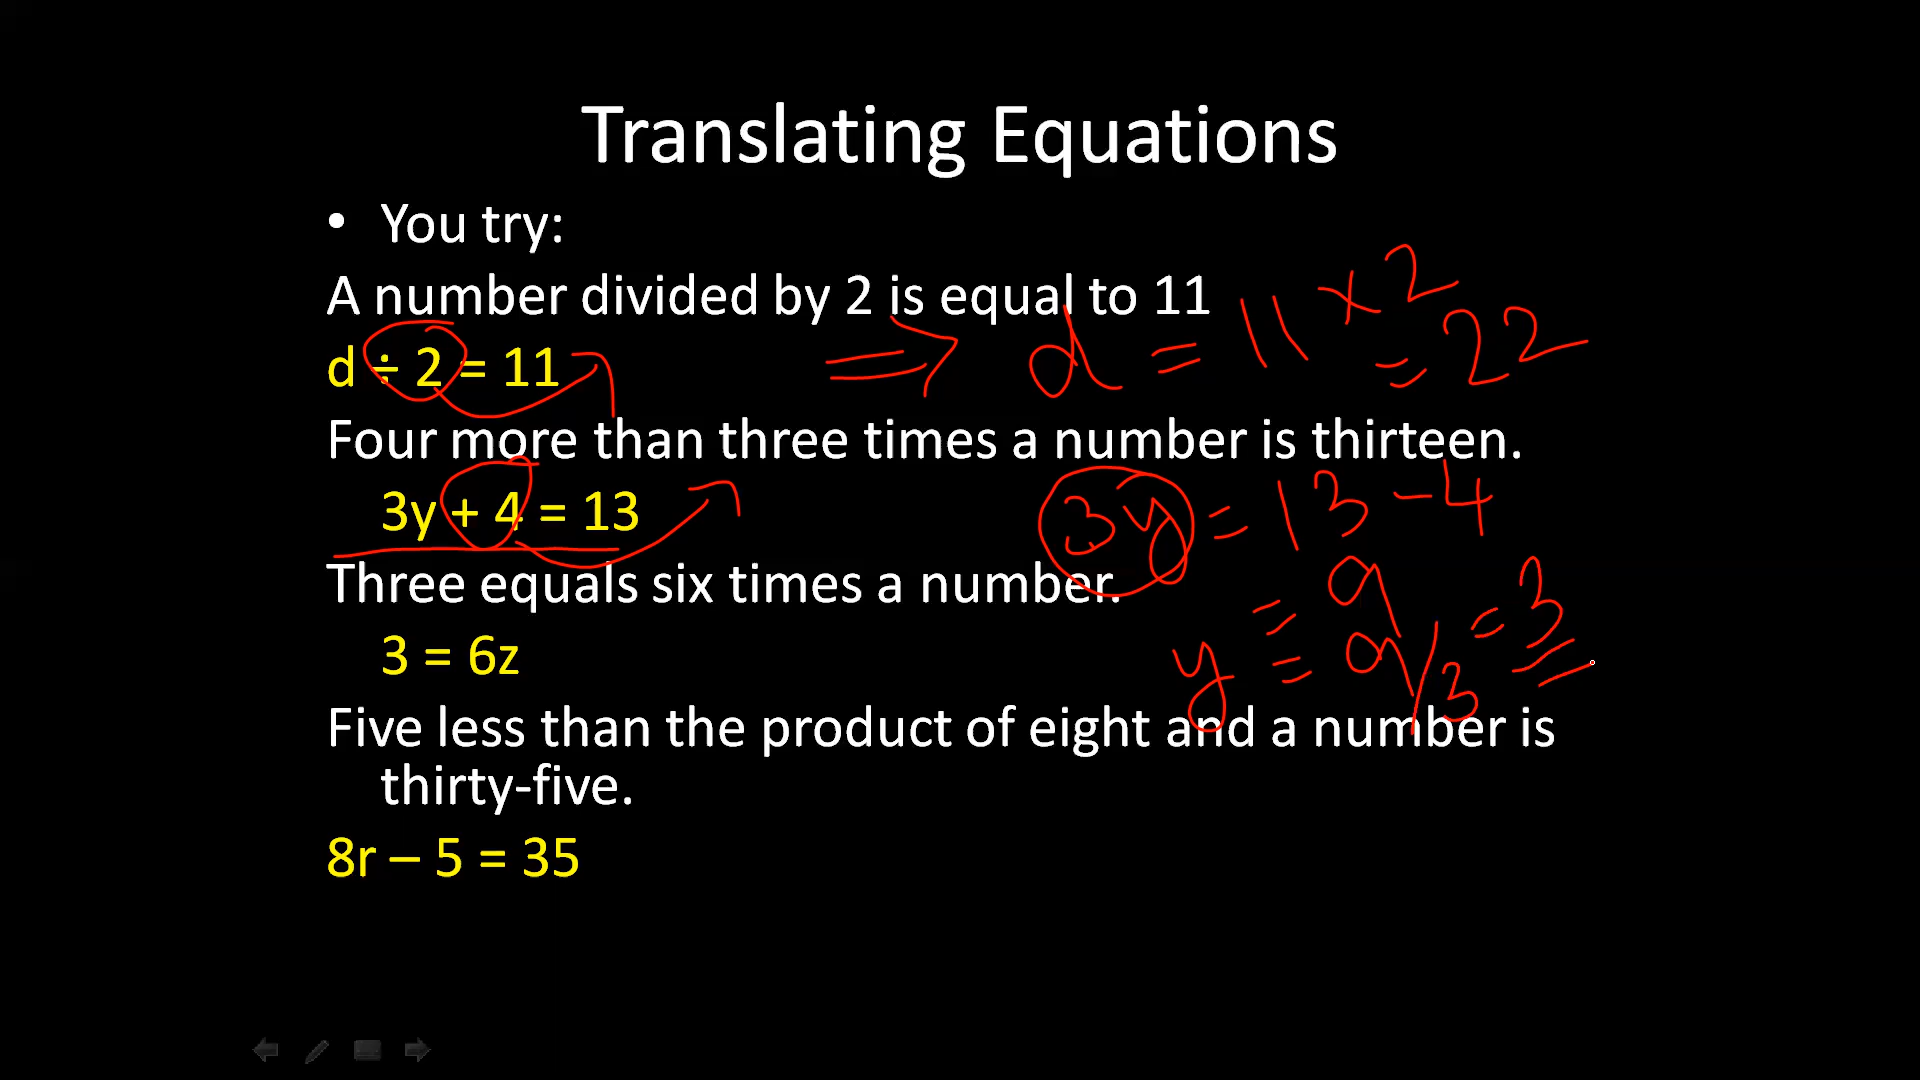 Translating Equations
• You try:
A number divided by 2 is equal to 11
d ÷ 2 = 11
⇒ d = 11 × 2
= 22
Four more than three times a number is thirteen.
3y + 4 = 13
3y = 13 - 4
= 9
Three equals six times a number.
y = 9/3 = 3
3 = 6z
Five less than the product of eight and a number is
thirty-five.
8r – 5 = 35